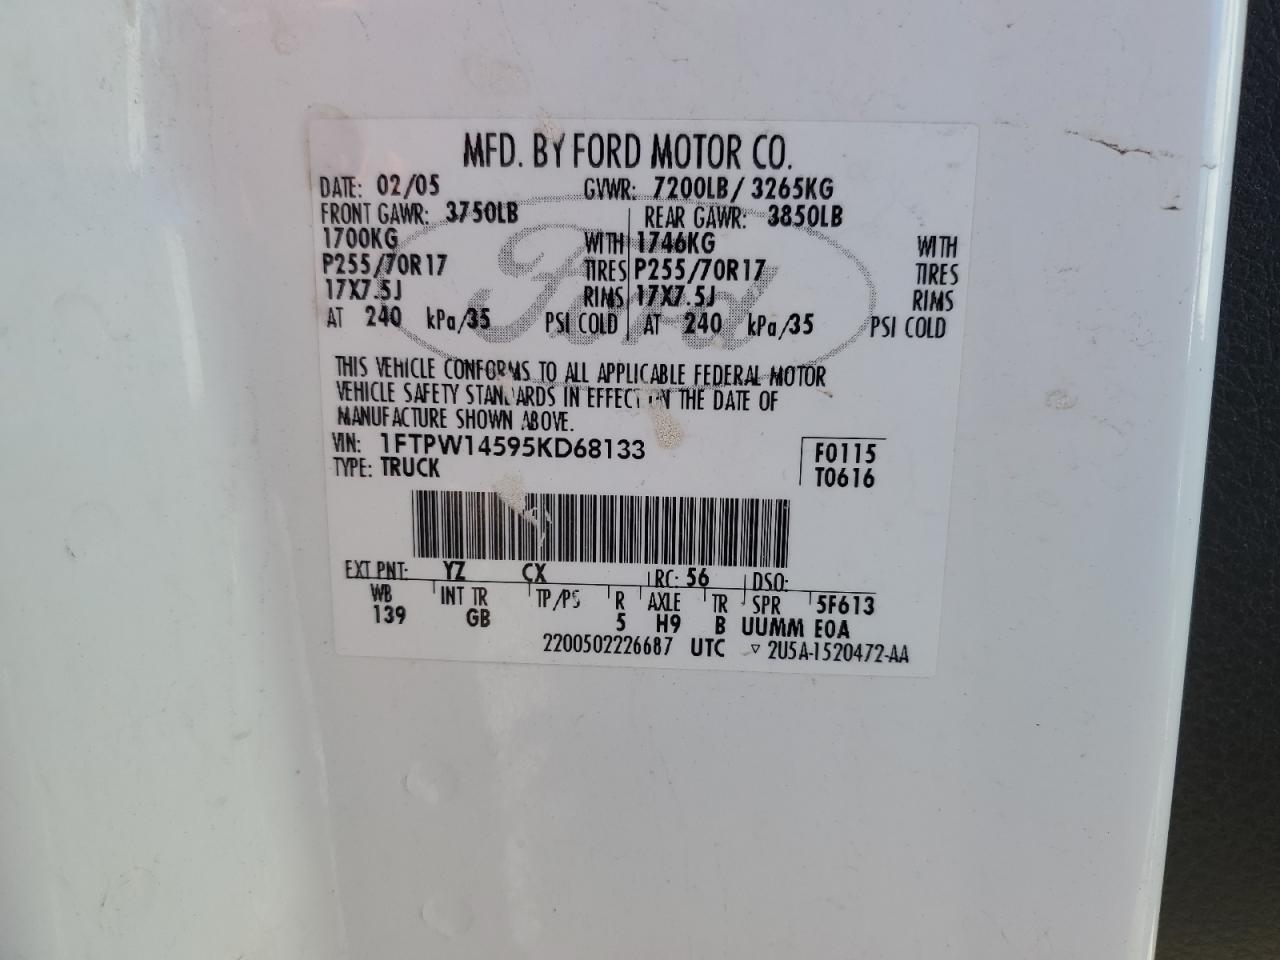 MFD. BY FORD MOTOR CO.
DATE: 02/05 GVWR: 7200LB/ 3265KG
FRONT GAWR: 3750LB REAR GAWR: 3850LB
1700KG WITH 1746KG WITH
P255/70R17 TIRES P255/70R17 TIRES
17X7.5J RIMS 17X7.5J RIMS
AT 240 kPa/35 PSI COLD AT 240 kPa/35 PSI COLD
Ford
THIS VEHICLE CONFORMS TO ALL APPLICABLE FEDERAL MOTOR
VEHICLE SAFETY STANDARDS IN EFFECT ON THE DATE OF
MANUFACTURE SHOWN ABOVE.
VIN: 1FTPW14595KD68133 F0115
TYPE: TRUCK T0616
EXT PNT: YZ CX RC: 56 DSO:
WB INT TR TP/PS R AXLE TR SPR 5F613
139 GB 5 H9 B UUMM EOA
2200502226687 UTC ▿ 2U5A-1520472-AA